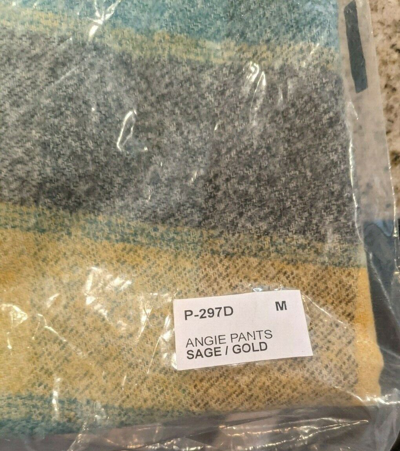 P-297D M
ANGIE PANTS
SAGE / GOLD